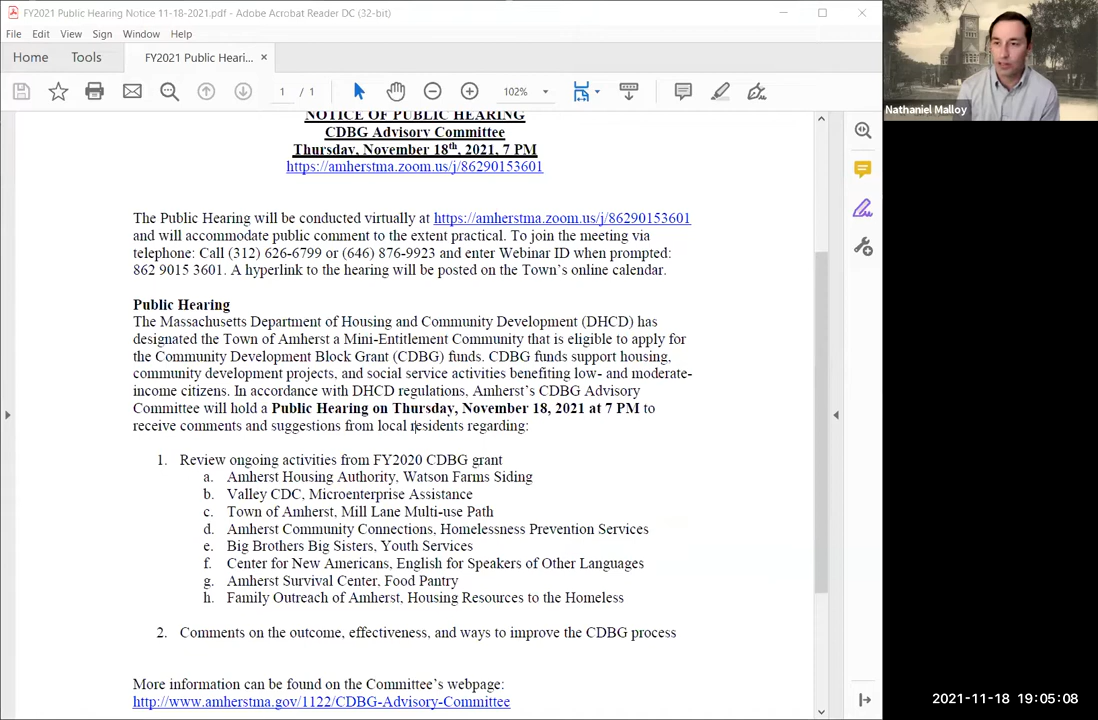 FY2021 Public Hearing Notice 11-18-2021.pdf - Adobe Acrobat Reader DC (32-bit)
File Edit View Sign Window Help
Home Tools FY2021 Public Heari...
1 / 1 102%
NOTICE OF PUBLIC HEARING
CDBG Advisory Committee
Thursday, November 18th, 2021, 7 PM
https://amherstma.zoom.us/j/86290153601
The Public Hearing will be conducted virtually at https://amherstma.zoom.us/j/86290153601
and will accommodate public comment to the extent practical. To join the meeting via
telephone: Call (312) 626-6799 or (646) 876-9923 and enter Webinar ID when prompted:
862 9015 3601. A hyperlink to the hearing will be posted on the Town's online calendar.
Public Hearing
The Massachusetts Department of Housing and Community Development (DHCD) has
designated the Town of Amherst a Mini-Entitlement Community that is eligible to apply for
the Community Development Block Grant (CDBG) funds. CDBG funds support housing,
community development projects, and social service activities benefiting low- and moderate-
income citizens. In accordance with DHCD regulations, Amherst's CDBG Advisory
Committee will hold a Public Hearing on Thursday, November 18, 2021 at 7 PM to
receive comments and suggestions from local residents regarding:
1. Review ongoing activities from FY2020 CDBG grant
a. Amherst Housing Authority, Watson Farms Siding
b. Valley CDC, Microenterprise Assistance
c. Town of Amherst, Mill Lane Multi-use Path
d. Amherst Community Connections, Homelessness Prevention Services
e. Big Brothers Big Sisters, Youth Services
f. Center for New Americans, English for Speakers of Other Languages
g. Amherst Survival Center, Food Pantry
h. Family Outreach of Amherst, Housing Resources to the Homeless
2. Comments on the outcome, effectiveness, and ways to improve the CDBG process
More information can be found on the Committee's webpage:
http://www.amherstma.gov/1122/CDBG-Advisory-Committee
Nathaniel Malloy
2021-11-18 19:05:08